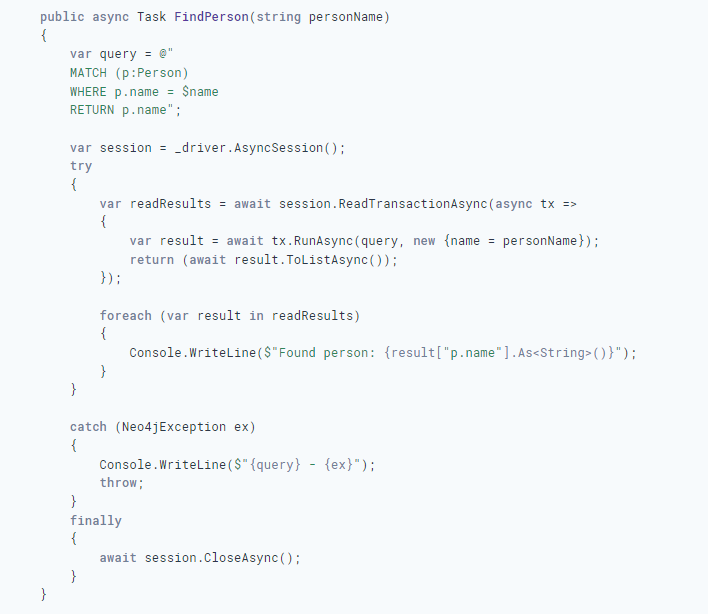 public async Task FindPerson(string personName)
{
    var query = @"
    MATCH (p:Person)
    WHERE p.name = $name
    RETURN p.name";

    var session = _driver.AsyncSession();
    try
    {
        var readResults = await session.ReadTransactionAsync(async tx =>
        {
            var result = await tx.RunAsync(query, new {name = personName});
            return (await result.ToListAsync());
        });

        foreach (var result in readResults)
        {
            Console.WriteLine($"Found person: {result["p.name"].As<String>()}");
        }
    }

    catch (Neo4jException ex)
    {
        Console.WriteLine($"{query} - {ex}");
        throw;
    }
    finally
    {
        await session.CloseAsync();
    }
}